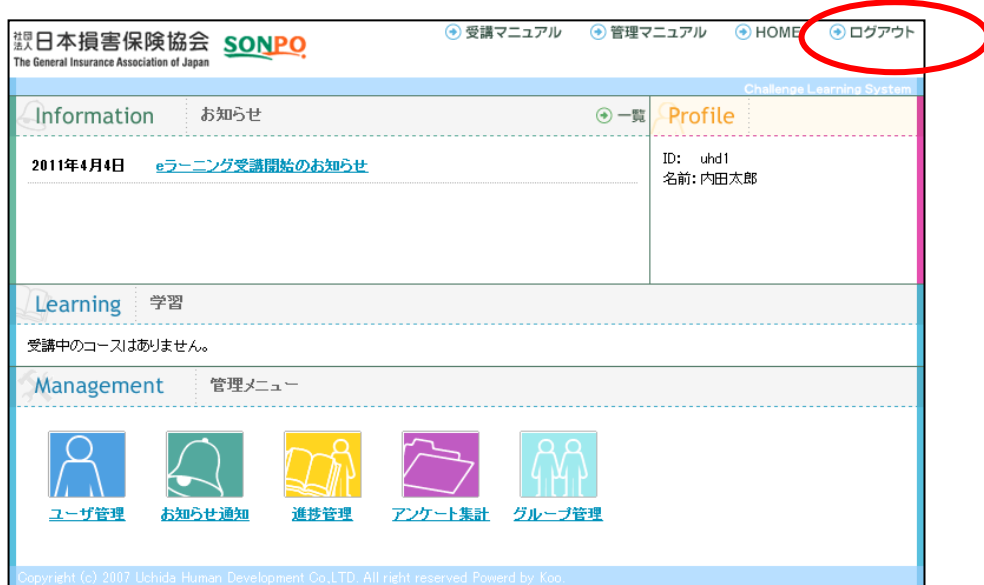 社団法人日本損害保険協会 SONPO
The General Insurance Association of Japan
受講マニュアル 管理マニュアル HOME ログアウト
Challenge Learning System
Information お知らせ 一覧
Profile
2011年4月4日 eラーニング受講開始のお知らせ
ID: uhd1
名前:内田太郎
Learning 学習
受講中のコースはありません。
Management 管理メニュー
ユーザ管理 お知らせ通知 進捗管理 アンケート集計 グループ管理
Copyright (c) 2007 Uchida Human Development Co,LTD. All right reserved Powerd by Koo.